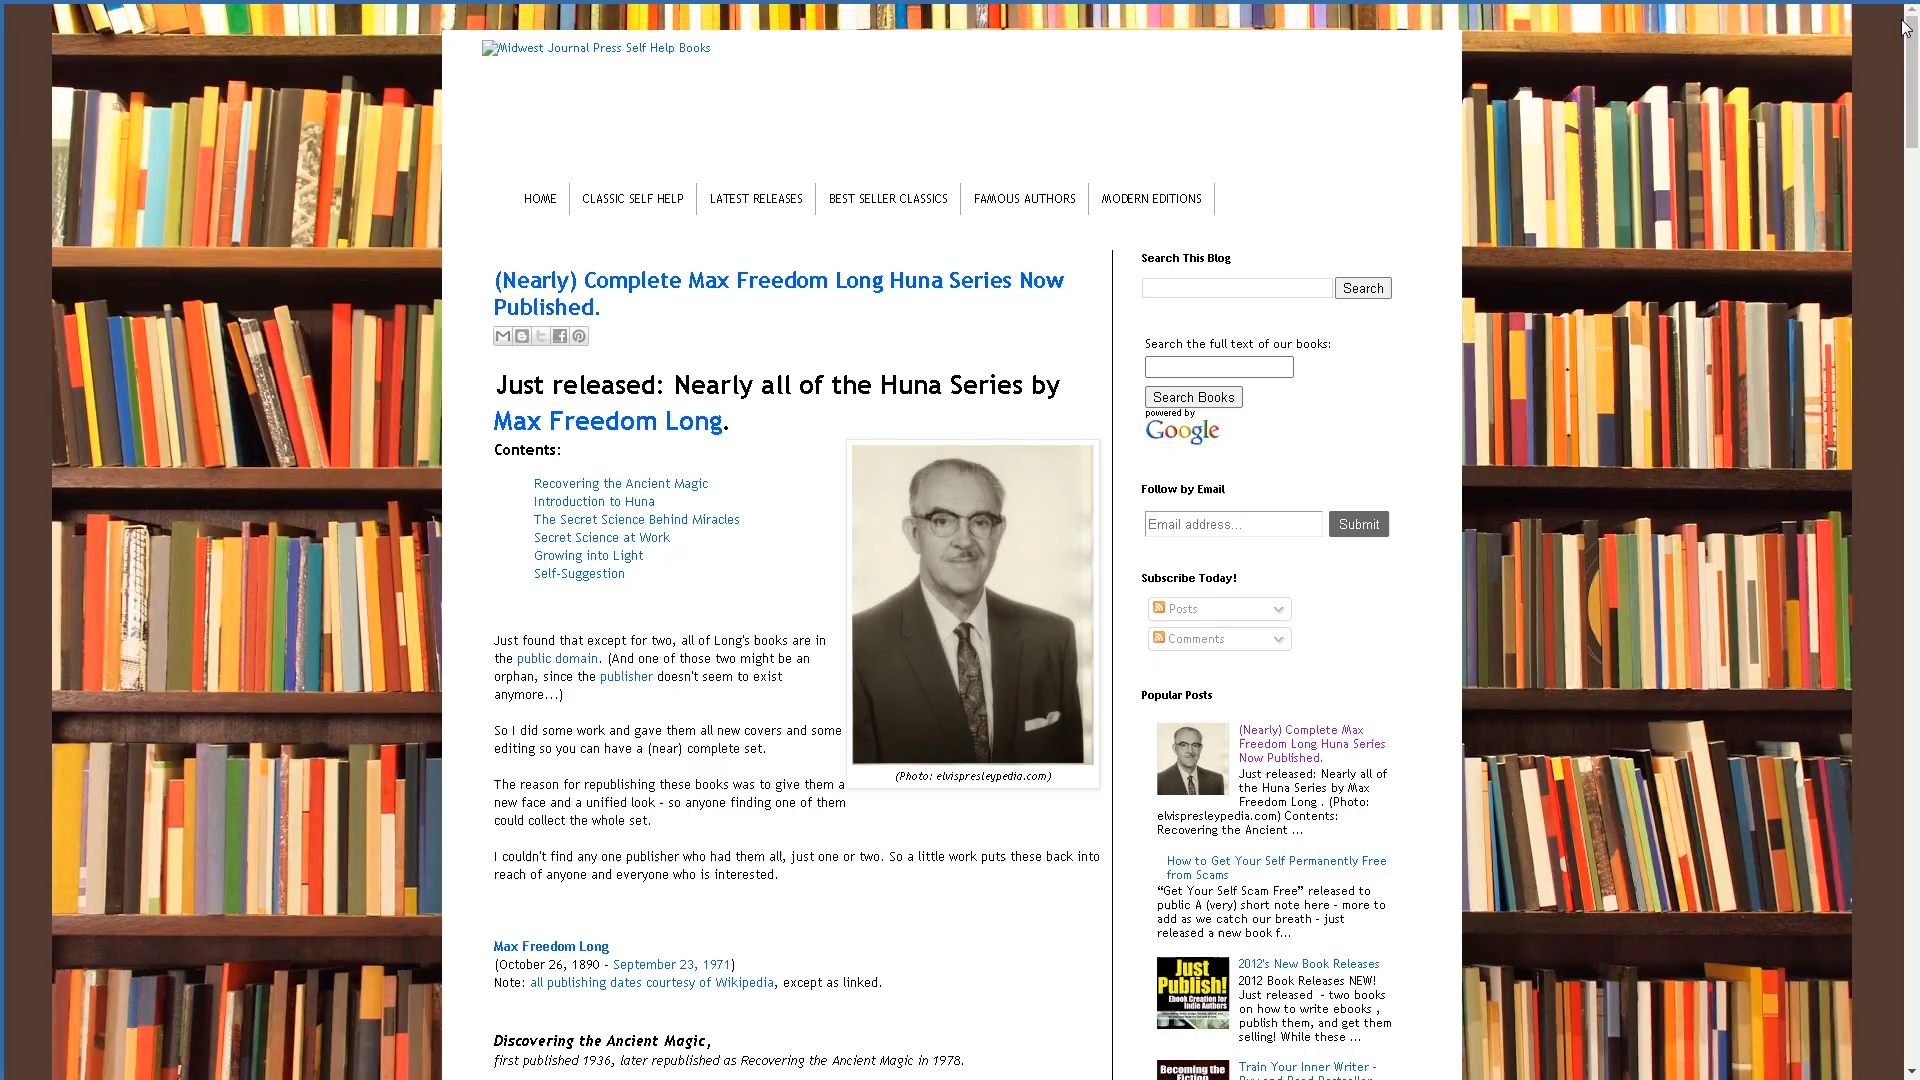 Midwest Journal Press Self Help Books
HOME
CLASSIC SELF HELP
LATEST RELEASES
BEST SELLER CLASSICS
FAMOUS AUTHORS
MODERN EDITIONS
(Nearly) Complete Max Freedom Long Huna Series Now
Published.
Just released: Nearly all of the Huna Series by
Max Freedom Long.
Contents:
Recovering the Ancient Magic
Introduction to Huna
The Secret Science Behind Miracles
Secret Science at Work
Growing into Light
Self-Suggestion
(Photo: elvispresleypedia.com)
Just found that except for two, all of Long's books are in
the public domain. (And one of those two might be an
orphan, since the publisher doesn't seem to exist
anymore...)
So I did some work and gave them all new covers and some
editing so you can have a (near) complete set.
The reason for republishing these books was to give them a
new face and a unified look - so anyone finding one of them
could collect the whole set.
I couldn't find any one publisher who had them all, just one or two. So a little work puts these back into
reach of anyone and everyone who is interested.
Max Freedom Long
(October 26, 1890 - September 23, 1971)
Note: all publishing dates courtesy of Wikipedia, except as linked.
Discovering the Ancient Magic,
first published 1936, later republished as Recovering the Ancient Magic in 1978.
Search This Blog
Search
Search the full text of our books:
Search Books
powered by
Google
Follow by Email
Email address...
Submit
Subscribe Today!
Posts
Comments
Popular Posts
(Nearly) Complete Max
Freedom Long Huna Series
Now Published.
Just released: Nearly all of
the Huna Series by Max
Freedom Long . (Photo:
elvispresleypedia.com) Contents:
Recovering the Ancient ...
How to Get Your Self Permanently Free
from Scams
“Get Your Self Scam Free” released to
public A (very) short note here - more to
add as we catch our breath - just
released a new book f...
Just
Publish!
Ebook Creation for
Indie Authors
2012's New Book Releases
2012 Book Releases NEW!
Just released - two books
on how to write ebooks ,
publish them, and get them
selling! While these ...
Becoming the
Fiction
Train Your Inner Writer -